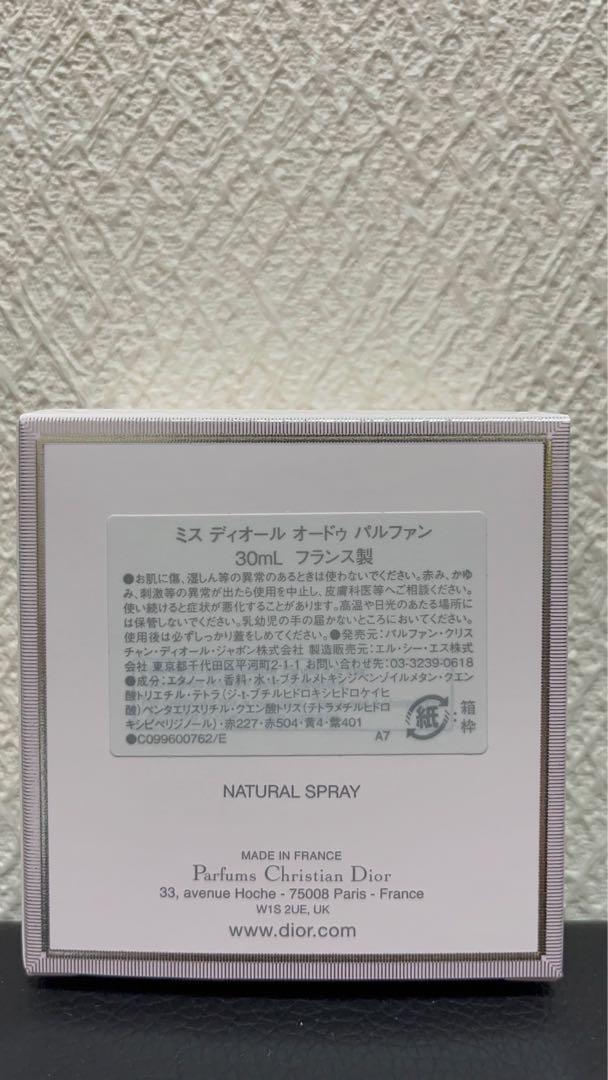 ミス ディオール オードゥ パルファン
30mL フランス製
●お肌に傷、湿しん等の異常のあるときは使わないでください。赤み、かゆ
み、刺激等の異常が出たら使用を中止し、皮膚科医等へご相談ください。
使い続けると症状が悪化することがあります。高温や日光のあたる場所に
は保管しないでください。乳幼児の手の届かないところにおいてください。
使用後は必ずしっかり蓋をしめてください。●発売元：パルファン・クリス
チャン・ディオール・ジャポン株式会社 製造販売元：エル・シー・エス株式会
社 東京都千代田区平河町2-1-1 お問い合わせ先：03-3239-0618
●成分：エタノール・香料・水・t-ブチルメトキシジベンゾイルメタン・クエン
酸トリエチル・テトラ（ジ-t-ブチルヒドロキシヒドロケイヒ
酸）ペンタエリスリチル・クエン酸トリス（テトラメチルヒドロ
キシピペリジノール）・赤227・赤504・黄4・紫401
●C099600762/E A7
紙 :箱 :枠
NATURAL SPRAY
MADE IN FRANCE
Parfums Christian Dior
33, avenue Hoche - 75008 Paris - France
W1S 2UE, UK
www.dior.com